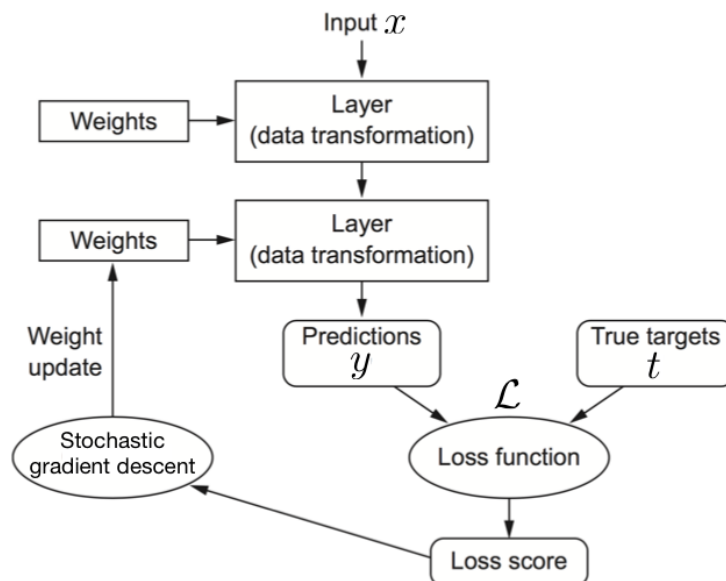 Input x
Weights
Layer
(data transformation)
Weights
Layer
(data transformation)
Weight
update
Predictions
y
True targets
t
ℒ
Stochastic
gradient descent
Loss function
Loss score